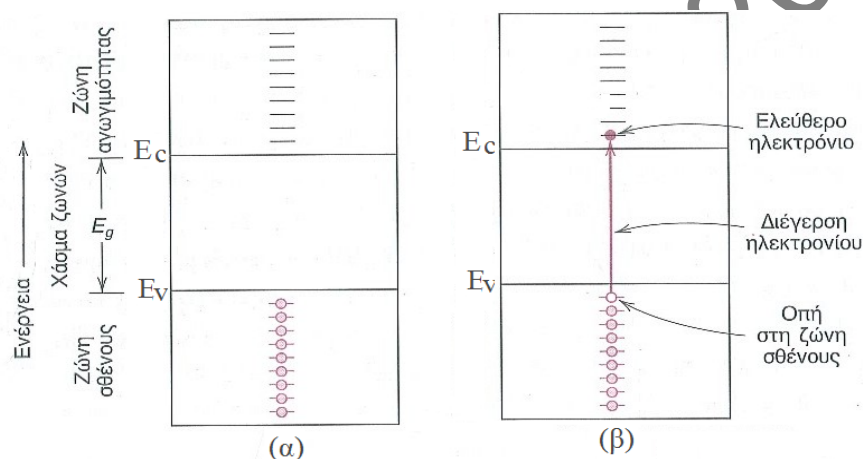 Ενέργεια
Ζώνη
αγωγιμότητας
Χάσμα ζωνών
Ζώνη
σθένους
Ec
Eg
Ev
(α)
Ec
Ev
Ελεύθερο
ηλεκτρόνιο
Διέγερση
ηλεκτρονίου
Οπή
στη ζώνη
σθένους
(β)